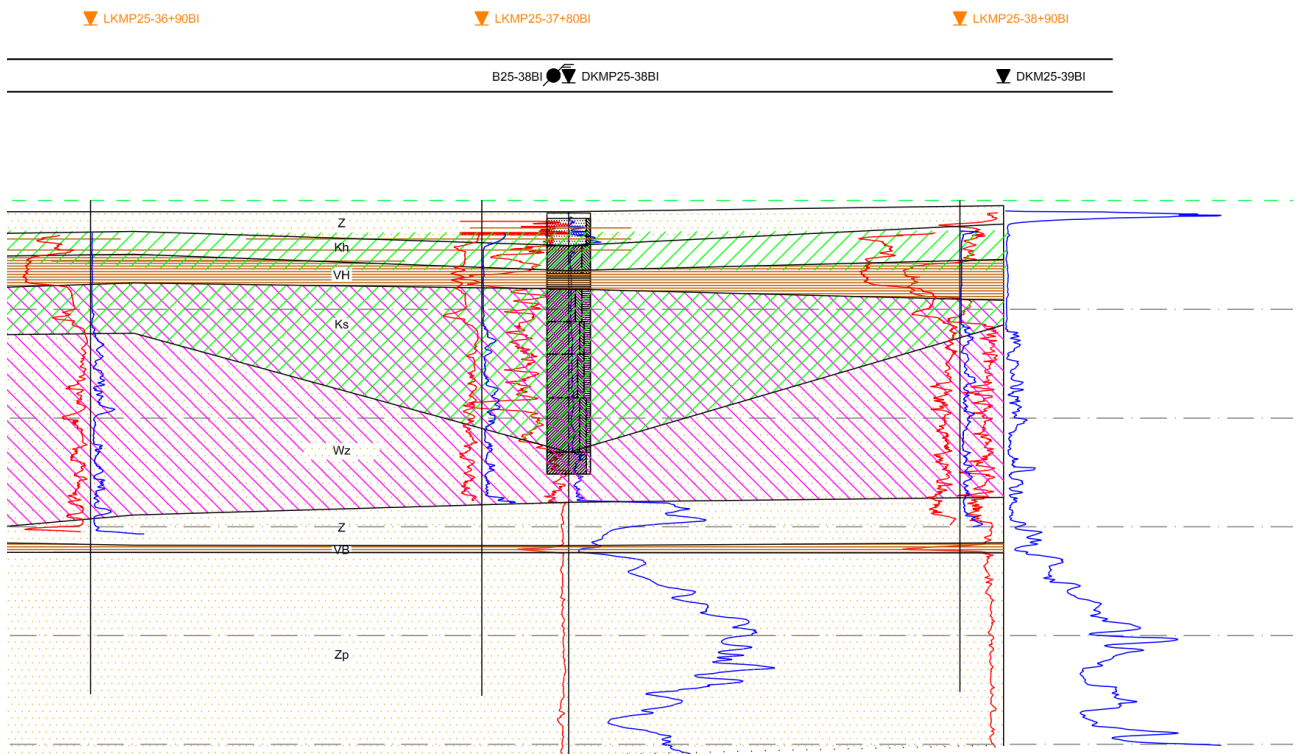 LKMP25-36+90BI LKMP25-37+80BI LKMP25-38+90BI
B25-38BI DKMP25-38BI DKM25-39BI
Z
Kh
VH
Ks
Wz
Z
VB
Zp